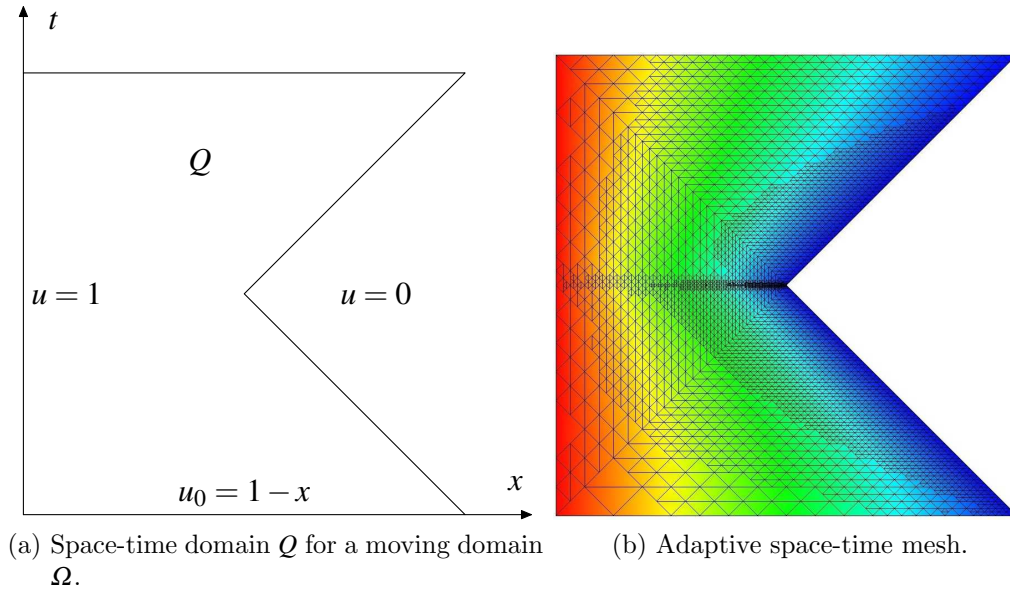 t
Q
u = 1
u = 0
u₀ = 1 − x
x
(a) Space-time domain Q for a moving domain
Ω.
(b) Adaptive space-time mesh.